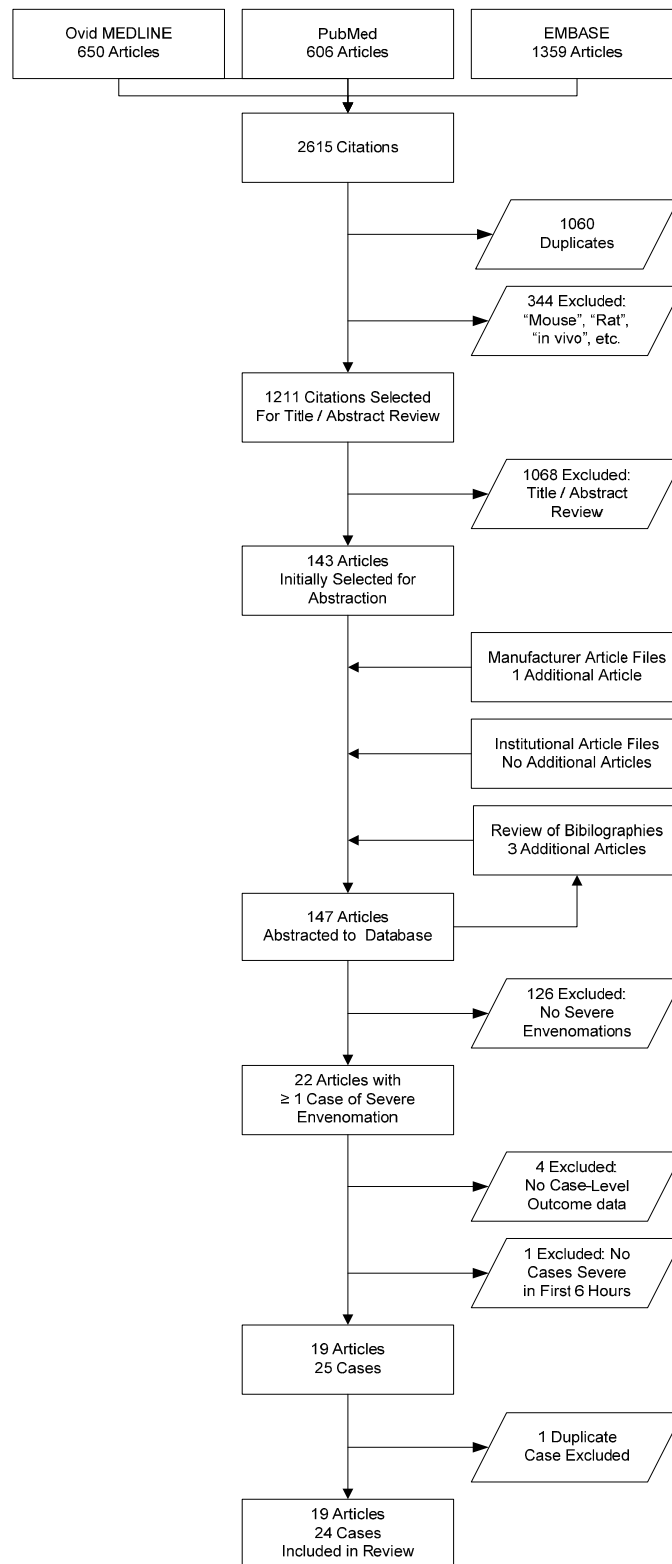 Ovid MEDLINE
650 Articles
PubMed
606 Articles
EMBASE
1359 Articles
2615 Citations
1060
Duplicates
344 Excluded:
“Mouse”, “Rat”,
“in vivo”, etc.
1211 Citations Selected
For Title / Abstract Review
1068 Excluded:
Title / Abstract
Review
143 Articles
Initially Selected for
Abstraction
Manufacturer Article Files
1 Additional Article
Institutional Article Files
No Additional Articles
Review of Bibilographies
3 Additional Articles
147 Articles
Abstracted to Database
126 Excluded:
No Severe
Envenomations
22 Articles with
≥ 1 Case of Severe
Envenomation
4 Excluded:
No Case-Level
Outcome data
1 Excluded: No
Cases Severe
in First 6 Hours
19 Articles
25 Cases
1 Duplicate
Case Excluded
19 Articles
24 Cases
Included in Review